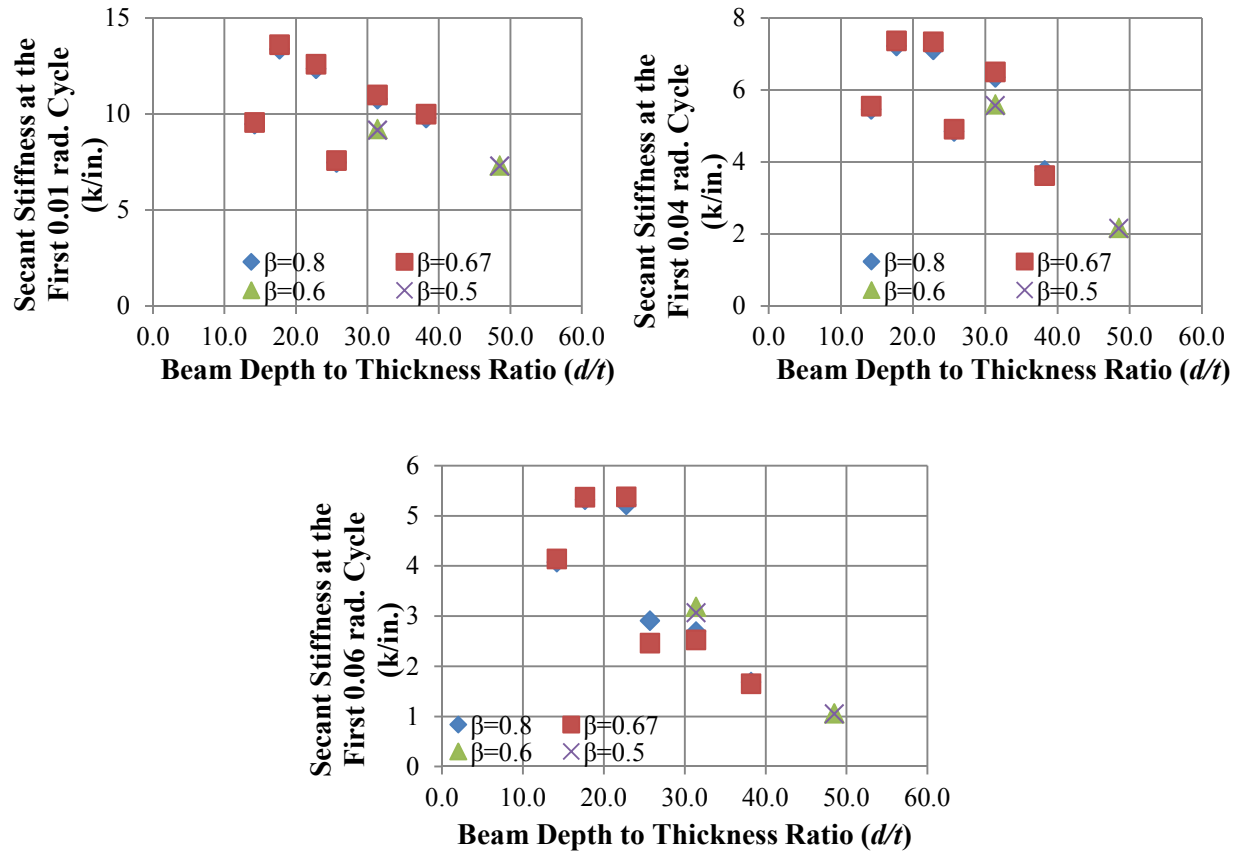 Secant Stiffness at the
First 0.01 rad. Cycle
(k/in.)
15
10
5
0
β=0.8
β=0.67
β=0.6
β=0.5
0.0 10.0 20.0 30.0 40.0 50.0 60.0
Beam Depth to Thickness Ratio (d/t)
Secant Stiffness at the
First 0.04 rad. Cycle
(k/in.)
8
6
4
2
0
β=0.8
β=0.67
β=0.6
β=0.5
0.0 10.0 20.0 30.0 40.0 50.0 60.0
Beam Depth to Thickness Ratio (d/t)
Secant Stiffness at the
First 0.06 rad. Cycle
(k/in.)
6
5
4
3
2
1
0
β=0.8
β=0.67
β=0.6
β=0.5
0.0 10.0 20.0 30.0 40.0 50.0 60.0
Beam Depth to Thickness Ratio (d/t)